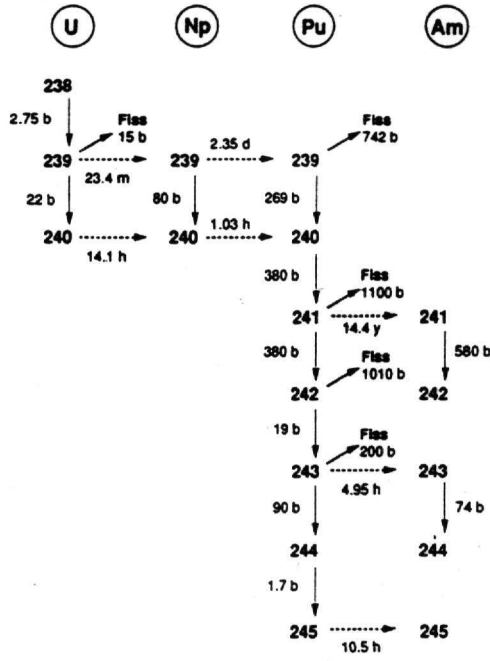 U Np Pu Am
238
2.75 b Fiss Fiss
15 b 2.35 d 742 b
239 239 239
23.4 m
22 b 80 b 269 b
240 1.03 h
240 240
14.1 h
380 b Fiss
1100 b
241 241
14.4 y
380 b Fiss 580 b
1010 b
242 242
19 b Fiss
200 b
243 243
4.95 h
90 b 74 b
244 244
1.7 b
245 245
10.5 h